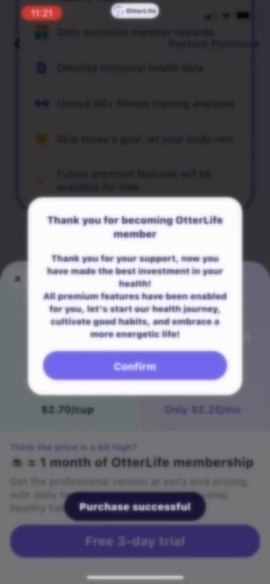 11:21
OtterLife
Daily exclusive member rewards
Restore Purchase
Detailed historical health data
Unlock 90+ fitness training analyses
Skip today's goal, let your body rest
Future premium features will be
available for free
Thank you for becoming OtterLife
member
Thank you for your support, now you
have made the best investment in your
health!
All premium features have been enabled
for you, let's start our health journey,
cultivate good habits, and embrace a
more energetic life!
Confirm
$2.70/cup
Only $2.25/mo
Think the price is a bit high?
≈ 1 month of OtterLife membership
Get the professional version at early bird pricing,
with daily
healthy
Purchase successful
Free 3-day trial